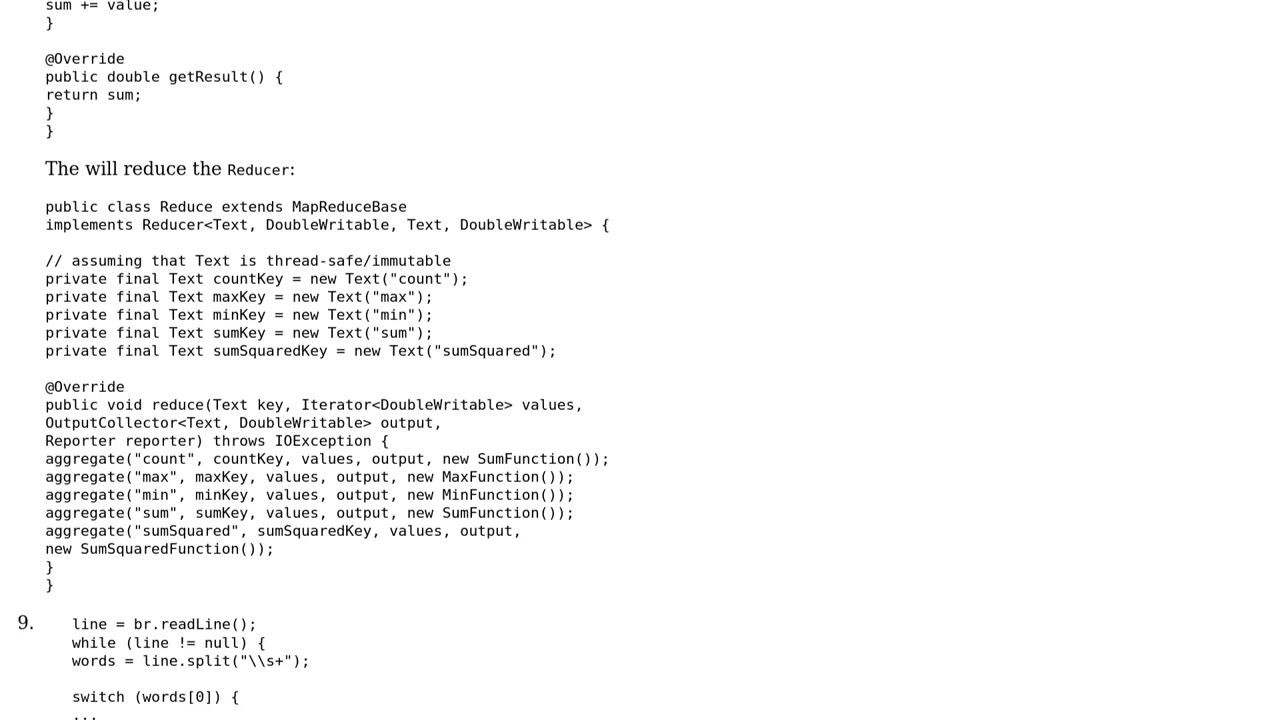 sum += value;
}
@Override
public double getResult() {
return sum;
}
}
The will reduce the Reducer:
public class Reduce extends MapReduceBase
implements Reducer<Text, DoubleWritable, Text, DoubleWritable> {
// assuming that Text is thread-safe/immutable
private final Text countKey = new Text("count");
private final Text maxKey = new Text("max");
private final Text minKey = new Text("min");
private final Text sumKey = new Text("sum");
private final Text sumSquaredKey = new Text("sumSquared");
@Override
public void reduce(Text key, Iterator<DoubleWritable> values,
OutputCollector<Text, DoubleWritable> output,
Reporter reporter) throws IOException {
aggregate("count", countKey, values, output, new SumFunction());
aggregate("max", maxKey, values, output, new MaxFunction());
aggregate("min", minKey, values, output, new MinFunction());
aggregate("sum", sumKey, values, output, new SumFunction());
aggregate("sumSquared", sumSquaredKey, values, output,
new SumSquaredFunction());
}
}
9. line = br.readLine();
while (line != null) {
words = line.split("\\s+");
switch (words[0]) {
...